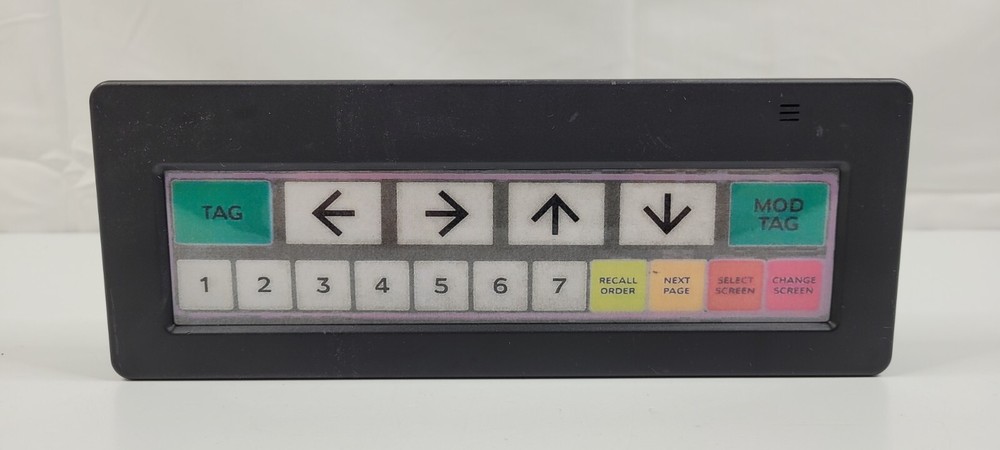 TAG ← → ↑ ↓ MOD
TAG
1 2 3 4 5 6 7
RECALL
ORDER
NEXT
PAGE
SELECT
SCREEN
CHANGE
SCREEN